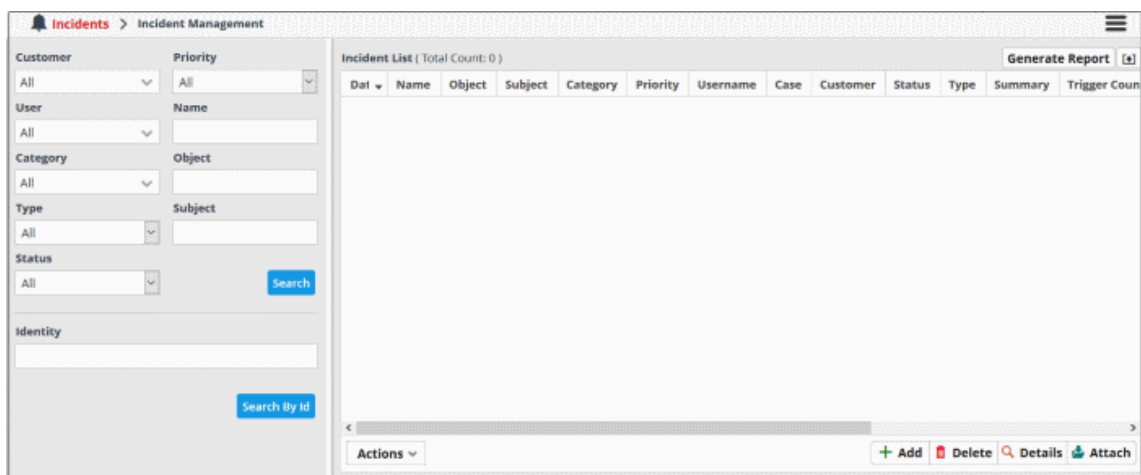 Incidents > Incident Management
Customer Priority
All All
User Name
All
Category Object
All
Type Subject
All
Status
All Search
Identity
Search By Id
Incident List ( Total Count: 0 ) Generate Report
Dat Name Object Subject Category Priority Username Case Customer Status Type Summary Trigger Coun
Actions Add Delete Details Attach